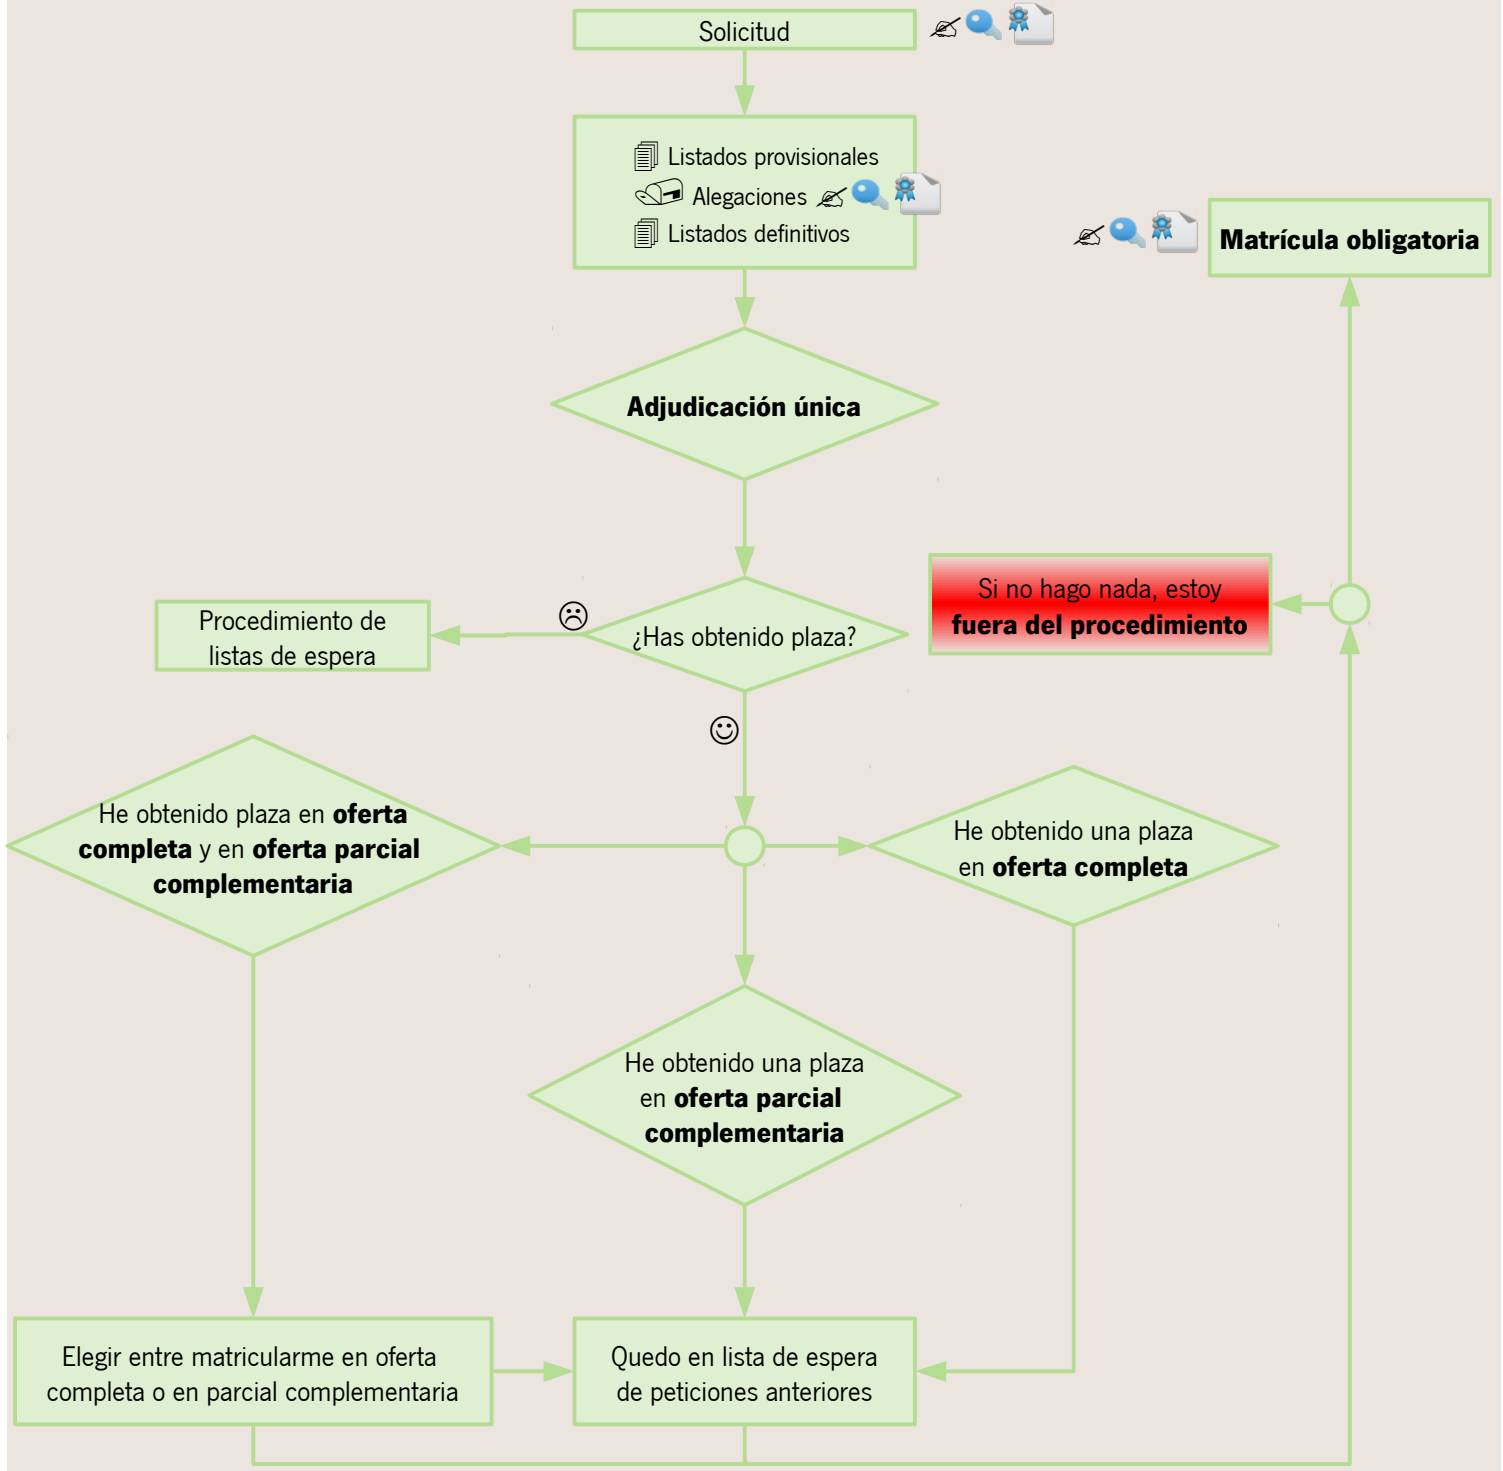 Solicitud
Listados provisionales
Alegaciones
Listados definitivos
Matrícula obligatoria
Adjudicación única
Si no hago nada, estoy
fuera del procedimiento
Procedimiento de
listas de espera
¿Has obtenido plaza?
He obtenido plaza en oferta
completa y en oferta parcial
complementaria
He obtenido una plaza
en oferta completa
He obtenido una plaza
en oferta parcial
complementaria
Elegir entre matricularme en oferta
completa o en parcial complementaria
Quedo en lista de espera
de peticiones anteriores